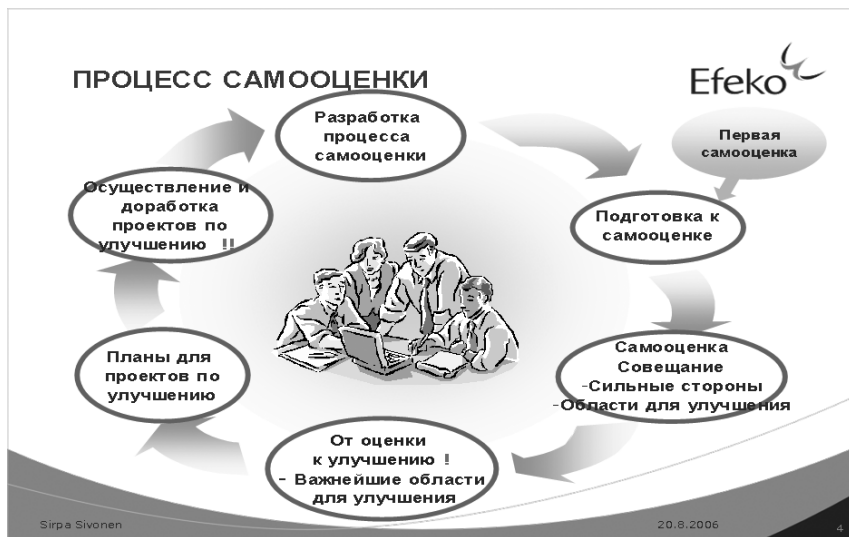 ПРОЦЕСС САМООЦЕНКИ
Efeko
Разработка
процесса
самооценки
Первая
самооценка
Подготовка к
самооценке
Самооценка
Совещание
-Сильные стороны
-Области для улучшения
От оценки
к улучшению !
- Важнейшие области
для улучшения
Планы для
проектов по
улучшению
Осуществление и
доработка
проектов по
улучшению !!
Sirpa Sivonen
20.8.2006
4